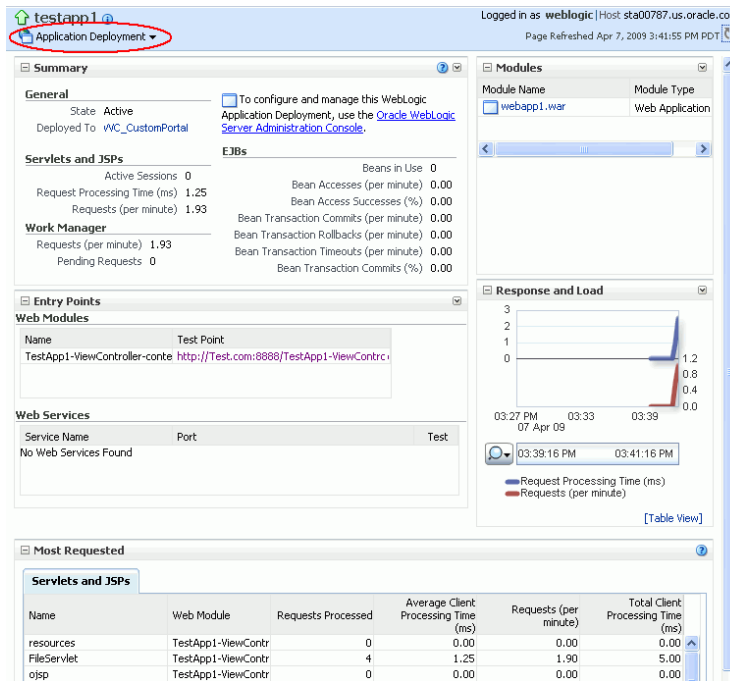 testapp1
Logged in as weblogic|Host sta00787.us.oracle.co
Application Deployment
Page Refreshed Apr 7, 2009 3:41:55 PM PDT
Summary
General
State Active
Deployed To WC_CustomPortal
To configure and manage this WebLogic
Application Deployment, use the Oracle WebLogic
Server Administration Console.
Servlets and JSPs
Active Sessions 0
Request Processing Time (ms) 1.25
Requests (per minute) 1.93
Work Manager
Requests (per minute) 1.93
Pending Requests 0
EJBs
Beans in Use 0
Bean Accesses (per minute) 0.00
Bean Access Successes (%) 0.00
Bean Transaction Commits (per minute) 0.00
Bean Transaction Rollbacks (per minute) 0.00
Bean Transaction Timeouts (per minute) 0.00
Bean Transaction Commits (%) 0.00
Modules
Module Name Module Type
webapp1.war Web Application
Entry Points
Web Modules
Name Test Point
TestApp1-ViewController-conte http://Test.com:8888/TestApp1-ViewContrc
Web Services
Service Name Port Test
No Web Services Found
Response and Load
3
2
1
0
1.2
0.8
0.4
0.0
03:27 PM 03:33 03:39
07 Apr 09
03:39:16 PM 03:41:16 PM
Request Processing Time (ms)
Requests (per minute)
[Table View]
Most Requested
Servlets and JSPs
Name Web Module Requests Processed Average Client Processing Time (ms) Requests (per minute) Total Client Processing Time (ms)
resources TestApp1-ViewContr 0 0.00 0.00 0.00
FileServlet TestApp1-ViewContr 4 1.25 1.90 5.00
ojsp TestApp1-ViewContr 0 0.00 0.00 0.00